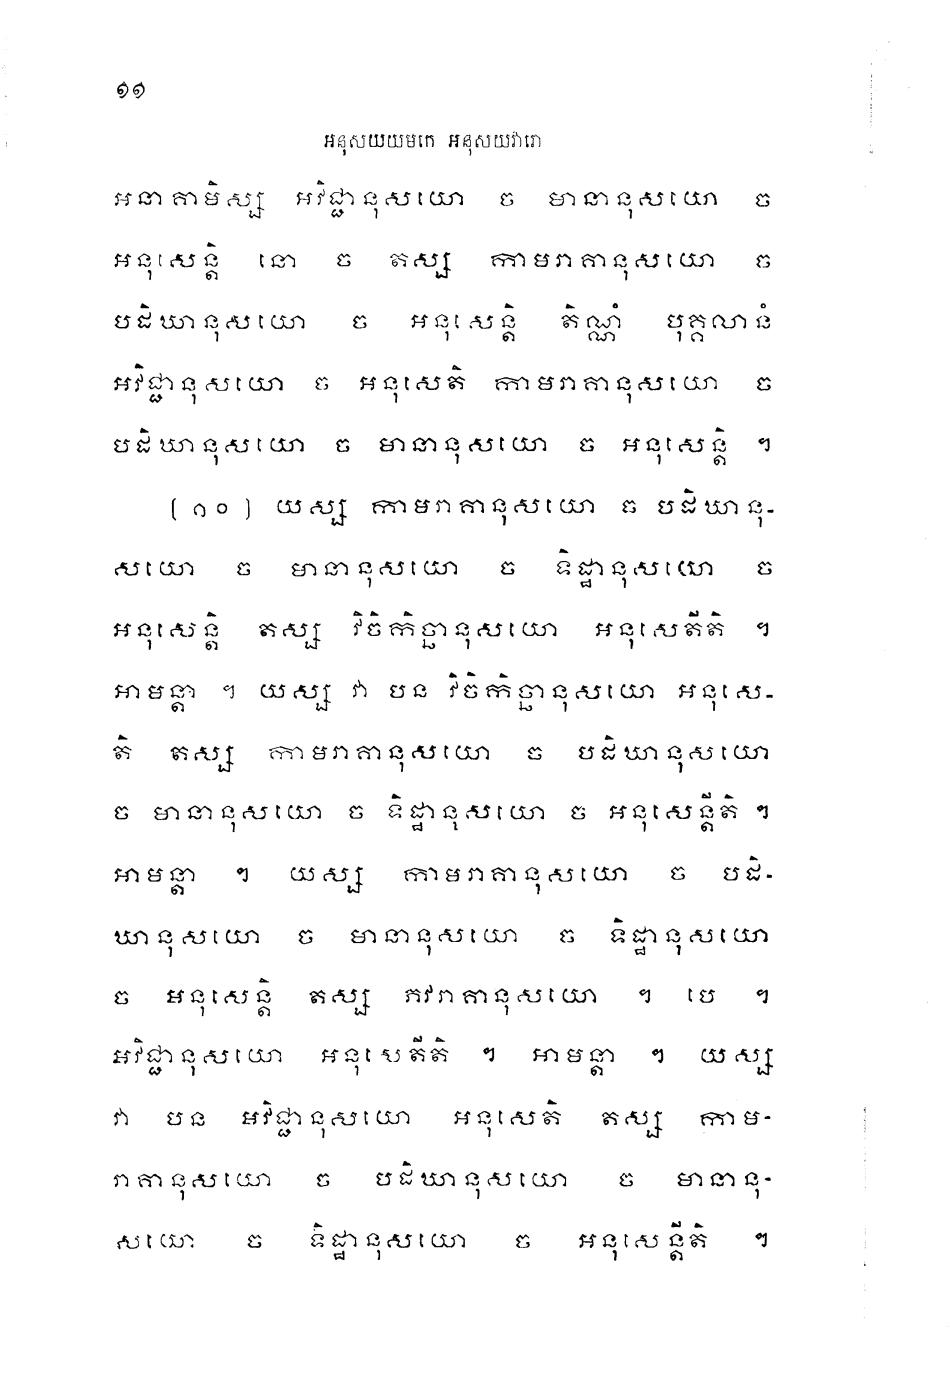 ១១
អនុសយយមកេ អនុសយវារោ
អនាគាមិស្ស អវិជ្ជានុសយោ ច មានានុសយោ ច
អនុសេន្តិ នោ ច តស្ស កាមរាគានុសយោ ច
បដិឃានុសយោ ច អនុសេន្តិ តិណ្ណំ បុគ្គលានំ
អវិជ្ជានុសយោ ច អនុសេតិ កាមរាគានុសយោ ច
បដិឃានុសយោ ច មានានុសយោ ច អនុសេន្តិ ។
(៣០) យស្ស កាមរាគានុសយោ ច បដិឃានុ-
សយោ ច មានានុសយោ ច ទិដ្ឋានុសយោ ច
អនុសេន្តិ តស្ស វិចិកិច្ឆានុសយោ អនុសេតីតិ ។
អាមន្តា ។ យស្ស វា បន វិចិកិច្ឆានុសយោ អនុសេ-
តិ តស្ស កាមរាគានុសយោ ច បដិឃានុសយោ
ច មានានុសយោ ច ទិដ្ឋានុសយោ ច អនុសេន្តីតិ ។
អាមន្តា ។ យស្ស កាមរាគានុសយោ ច បដិ-
ឃានុសយោ ច មានានុសយោ ច ទិដ្ឋានុសយោ
ច អនុសេន្តិ តស្ស ភវរាគានុសយោ ។ បេ ។
អវិជ្ជានុសយោ អនុសេតីតិ ។ អាមន្តា ។ យស្ស
វា បន អវិជ្ជានុសយោ អនុសេតិ តស្ស កាម-
រាគានុសយោ ច បដិឃានុសយោ ច មានានុ-
សយោ ច ទិដ្ឋានុសយោ ច អនុសេន្តីតិ ។